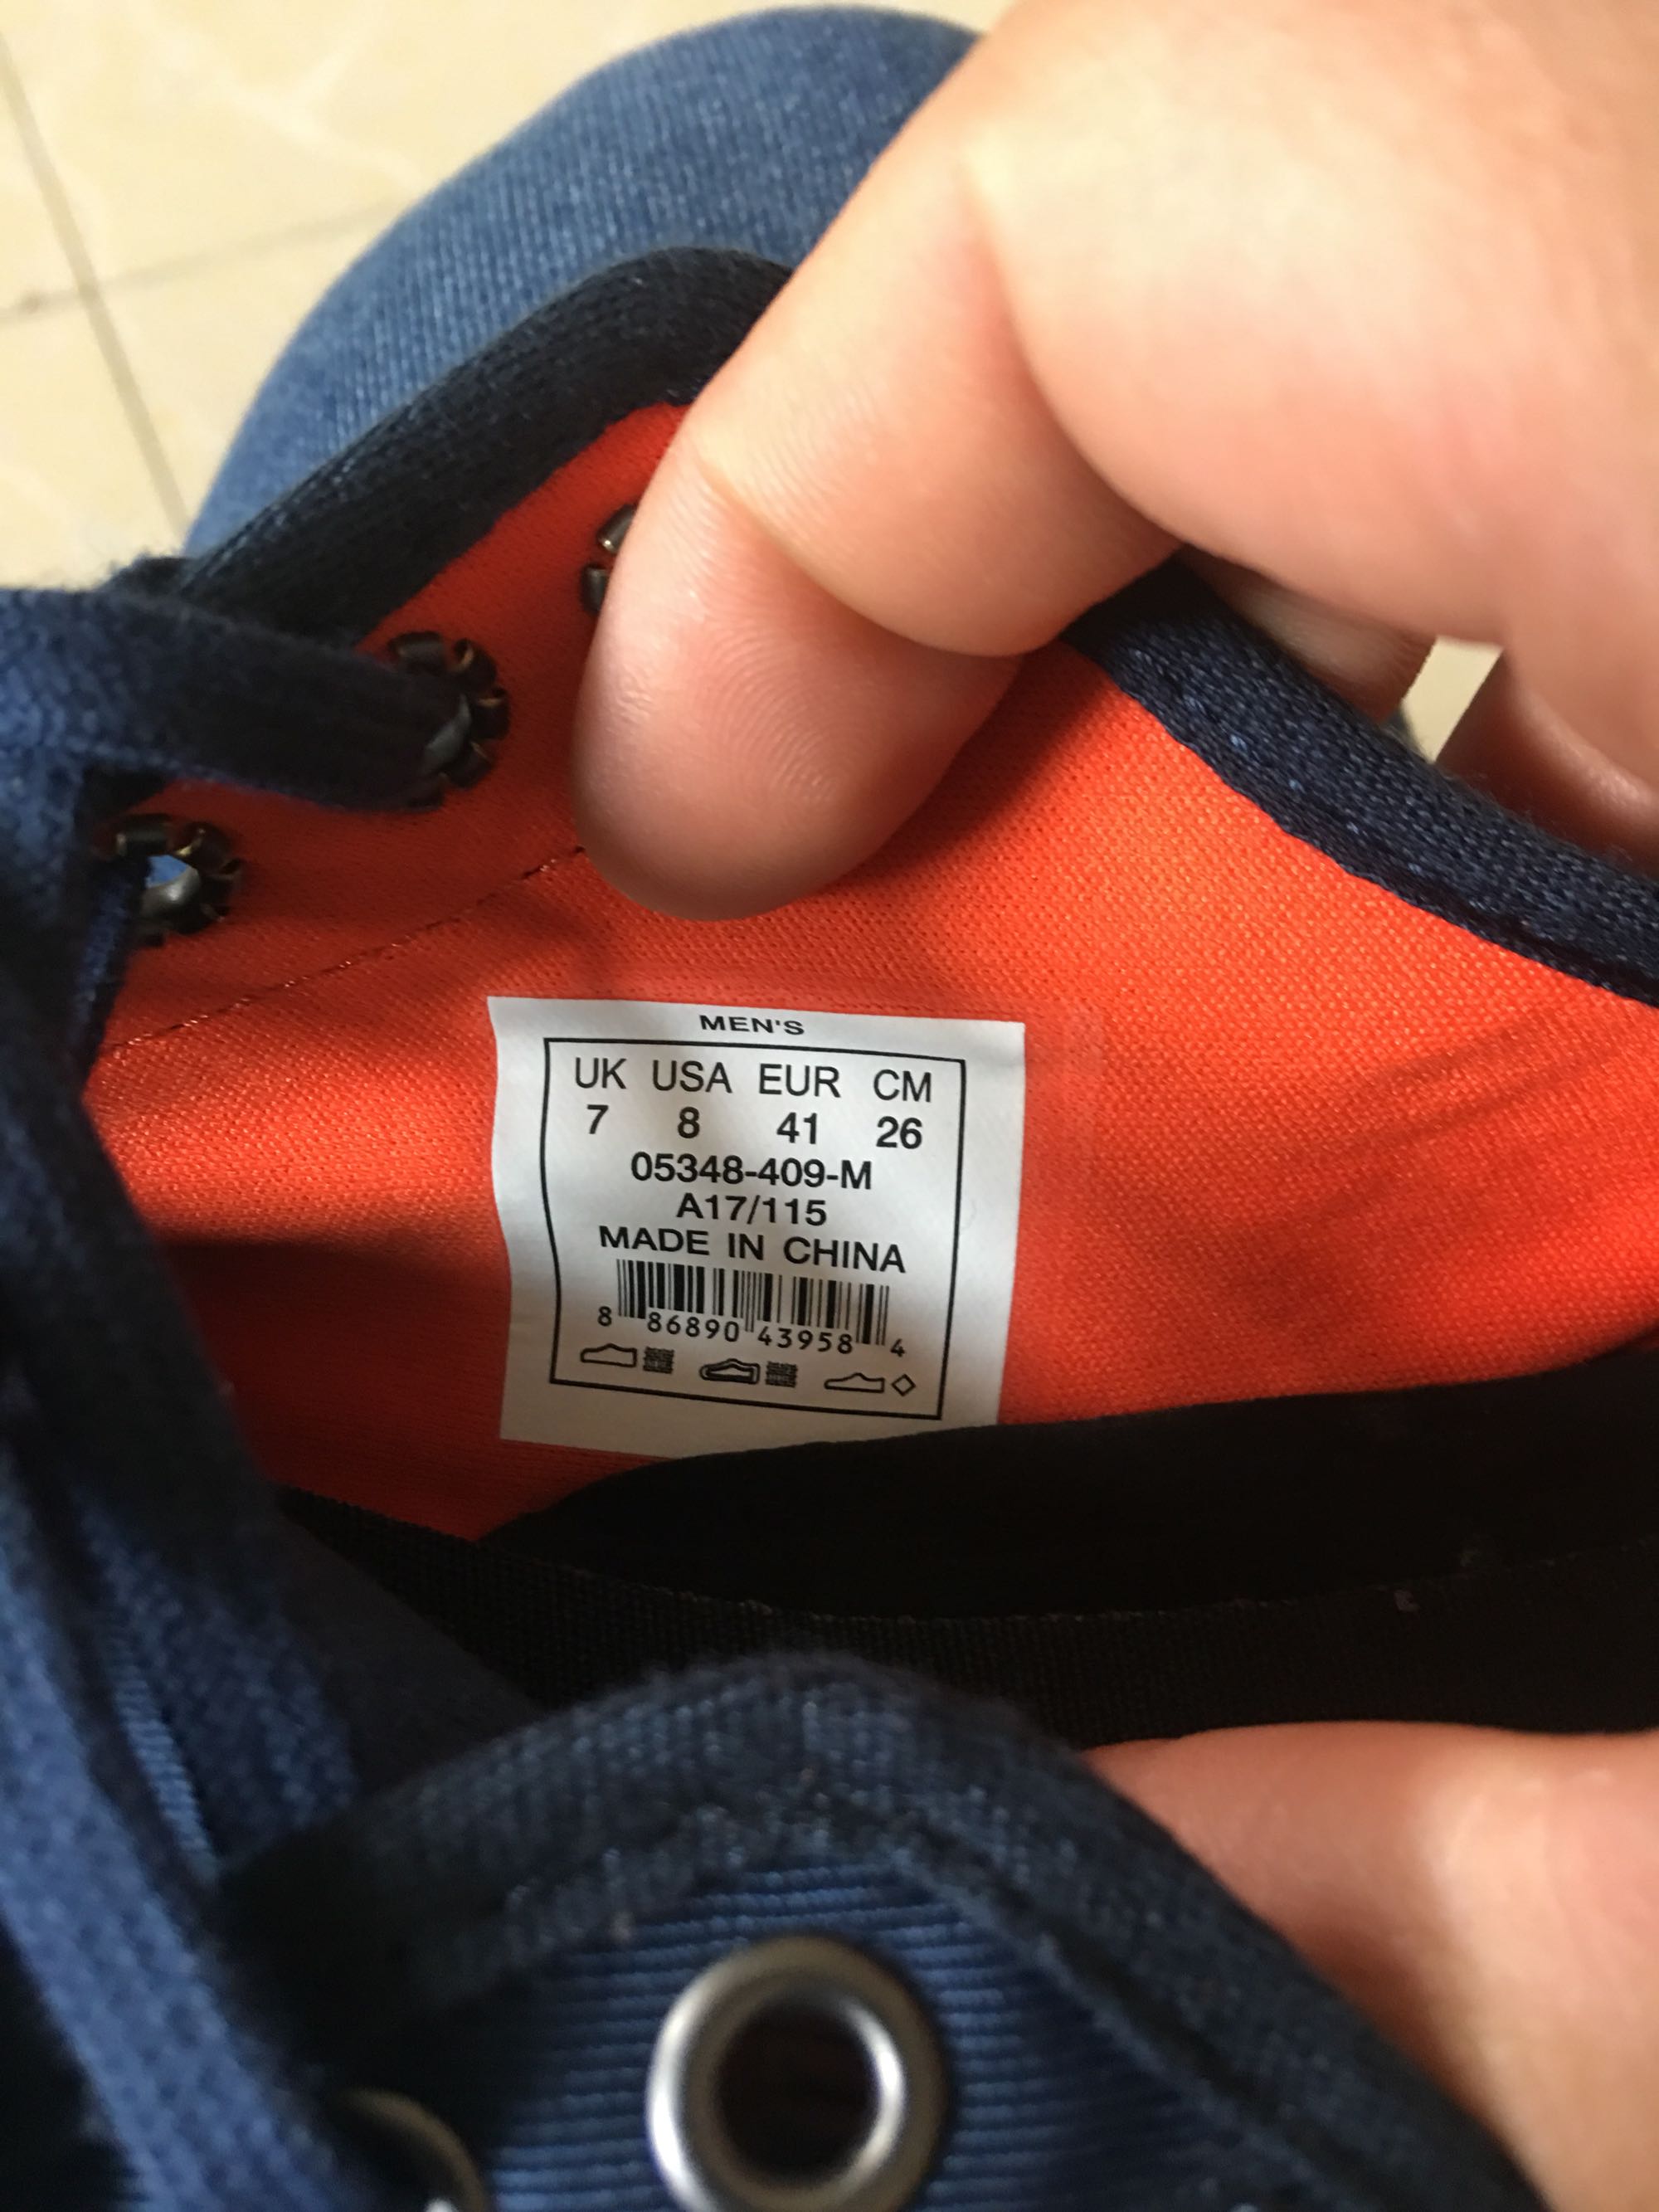 MEN'S
UK USA EUR CM
7 8 41 26
05348-409-M
A17/115
MADE IN CHINA
8 86890 43958 4